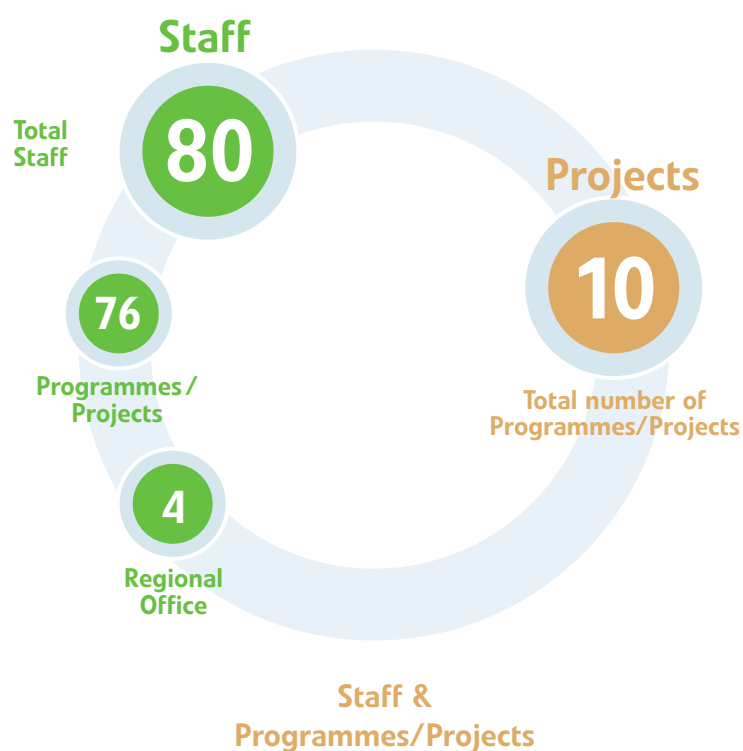 Staff
Total
Staff
80
76
Programmes/
Projects
4
Regional
Office
Projects
10
Total number of
Programmes/Projects
Staff &
Programmes/Projects